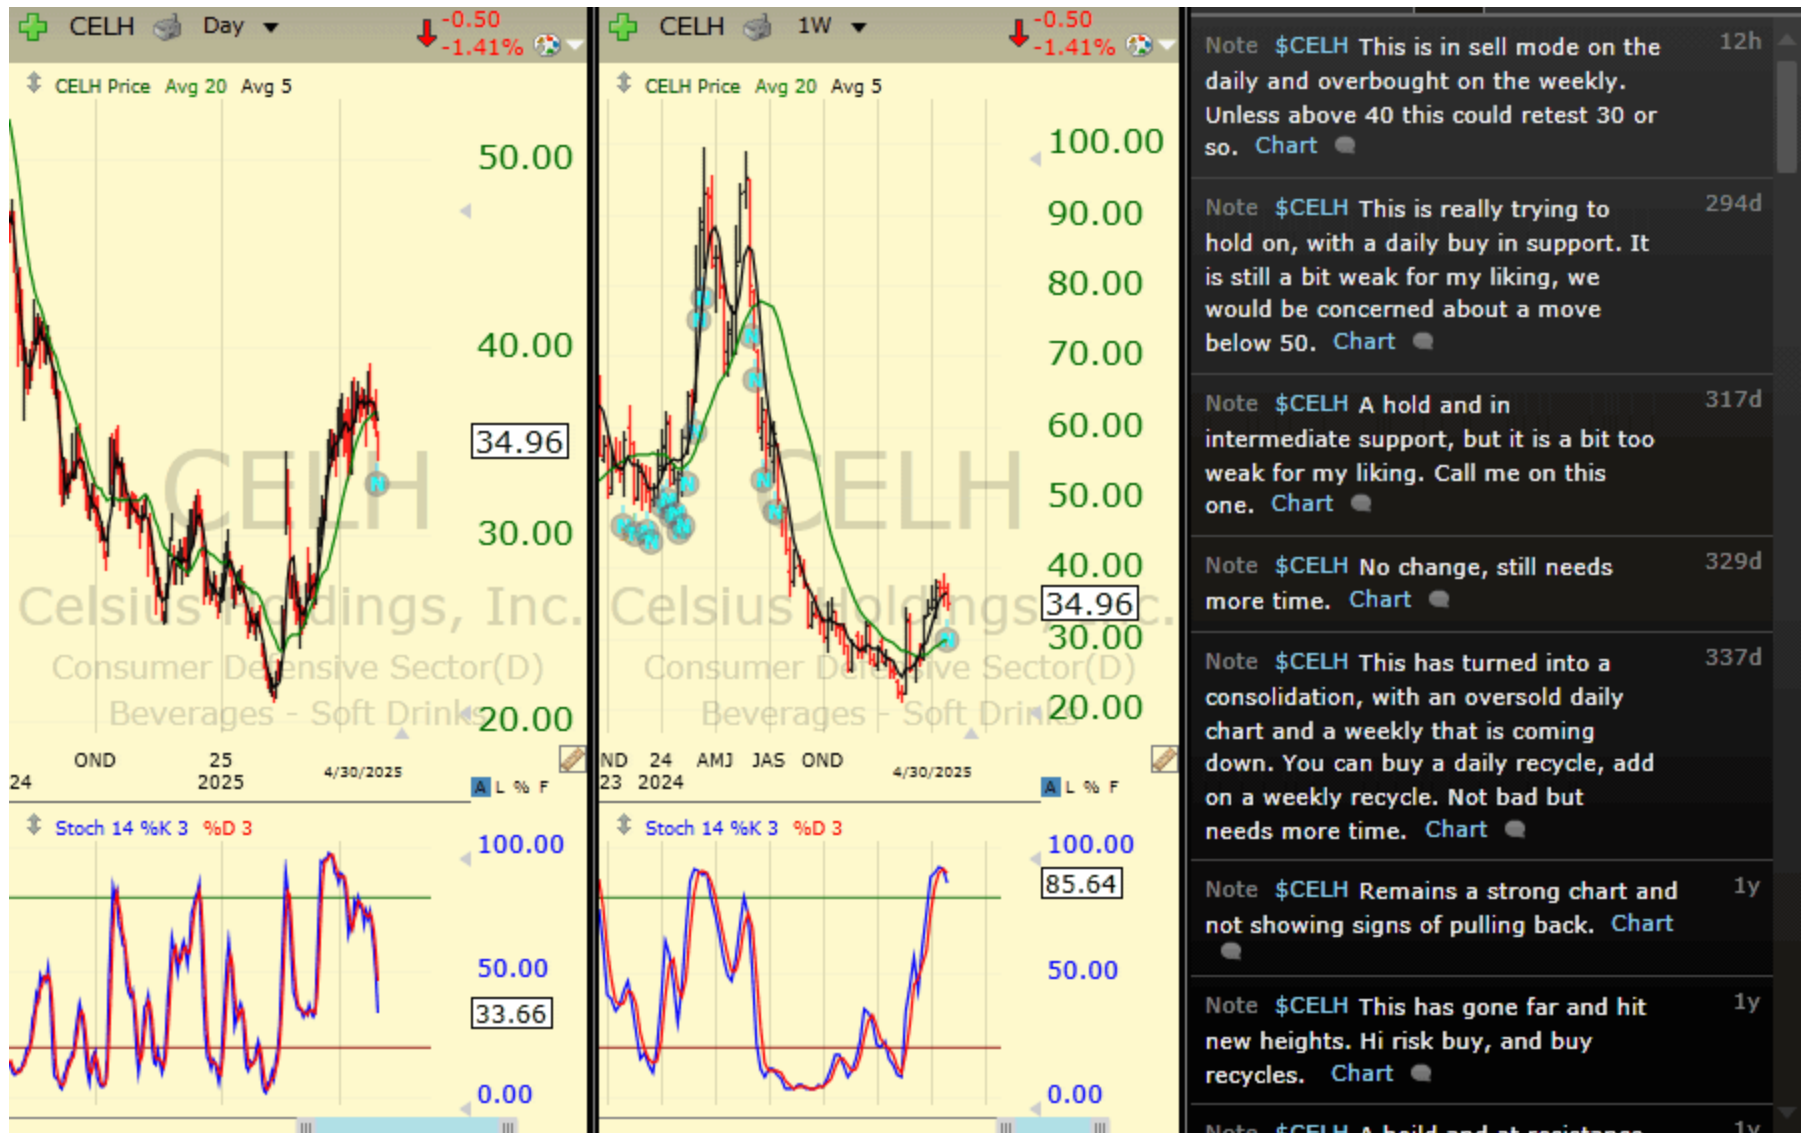 CELH Day -0.50
-1.41%
CELH Price Avg 20 Avg 5
50.00
40.00
34.96
30.00
20.00
CELH
Celsius Holdings, Inc.
Consumer Defensive Sector(D)
Beverages - Soft Drinks
N
OND 25
24 2025 4/30/2025
A L % F
Stoch 14 %K 3 %D 3
100.00
50.00
33.66
0.00
CELH 1W -0.50
-1.41%
CELH Price Avg 20 Avg 5
100.00
90.00
80.00
70.00
60.00
50.00
40.00
34.96
30.00
20.00
CELH
Celsius Holdings, Inc.
Consumer Defensive Sector(D)
Beverages - Soft Drinks
N N N N N N N N N N N N N N N N N
ND 24 AMJ JAS OND
23 2024 4/30/2025
A L % F
Stoch 14 %K 3 %D 3
100.00
85.64
50.00
0.00
Note $CELH This is in sell mode on the 12h
daily and overbought on the weekly.
Unless above 40 this could retest 30 or
so. Chart
Note $CELH This is really trying to 294d
hold on, with a daily buy in support. It
is still a bit weak for my liking, we
would be concerned about a move
below 50. Chart
Note $CELH A hold and in 317d
intermediate support, but it is a bit too
weak for my liking. Call me on this
one. Chart
Note $CELH No change, still needs 329d
more time. Chart
Note $CELH This has turned into a 337d
consolidation, with an oversold daily
chart and a weekly that is coming
down. You can buy a daily recycle, add
on a weekly recycle. Not bad but
needs more time. Chart
Note $CELH Remains a strong chart and 1y
not showing signs of pulling back. Chart
Note $CELH This has gone far and hit 1y
new heights. Hi risk buy, and buy
recycles. Chart
Note $CELH A 1y